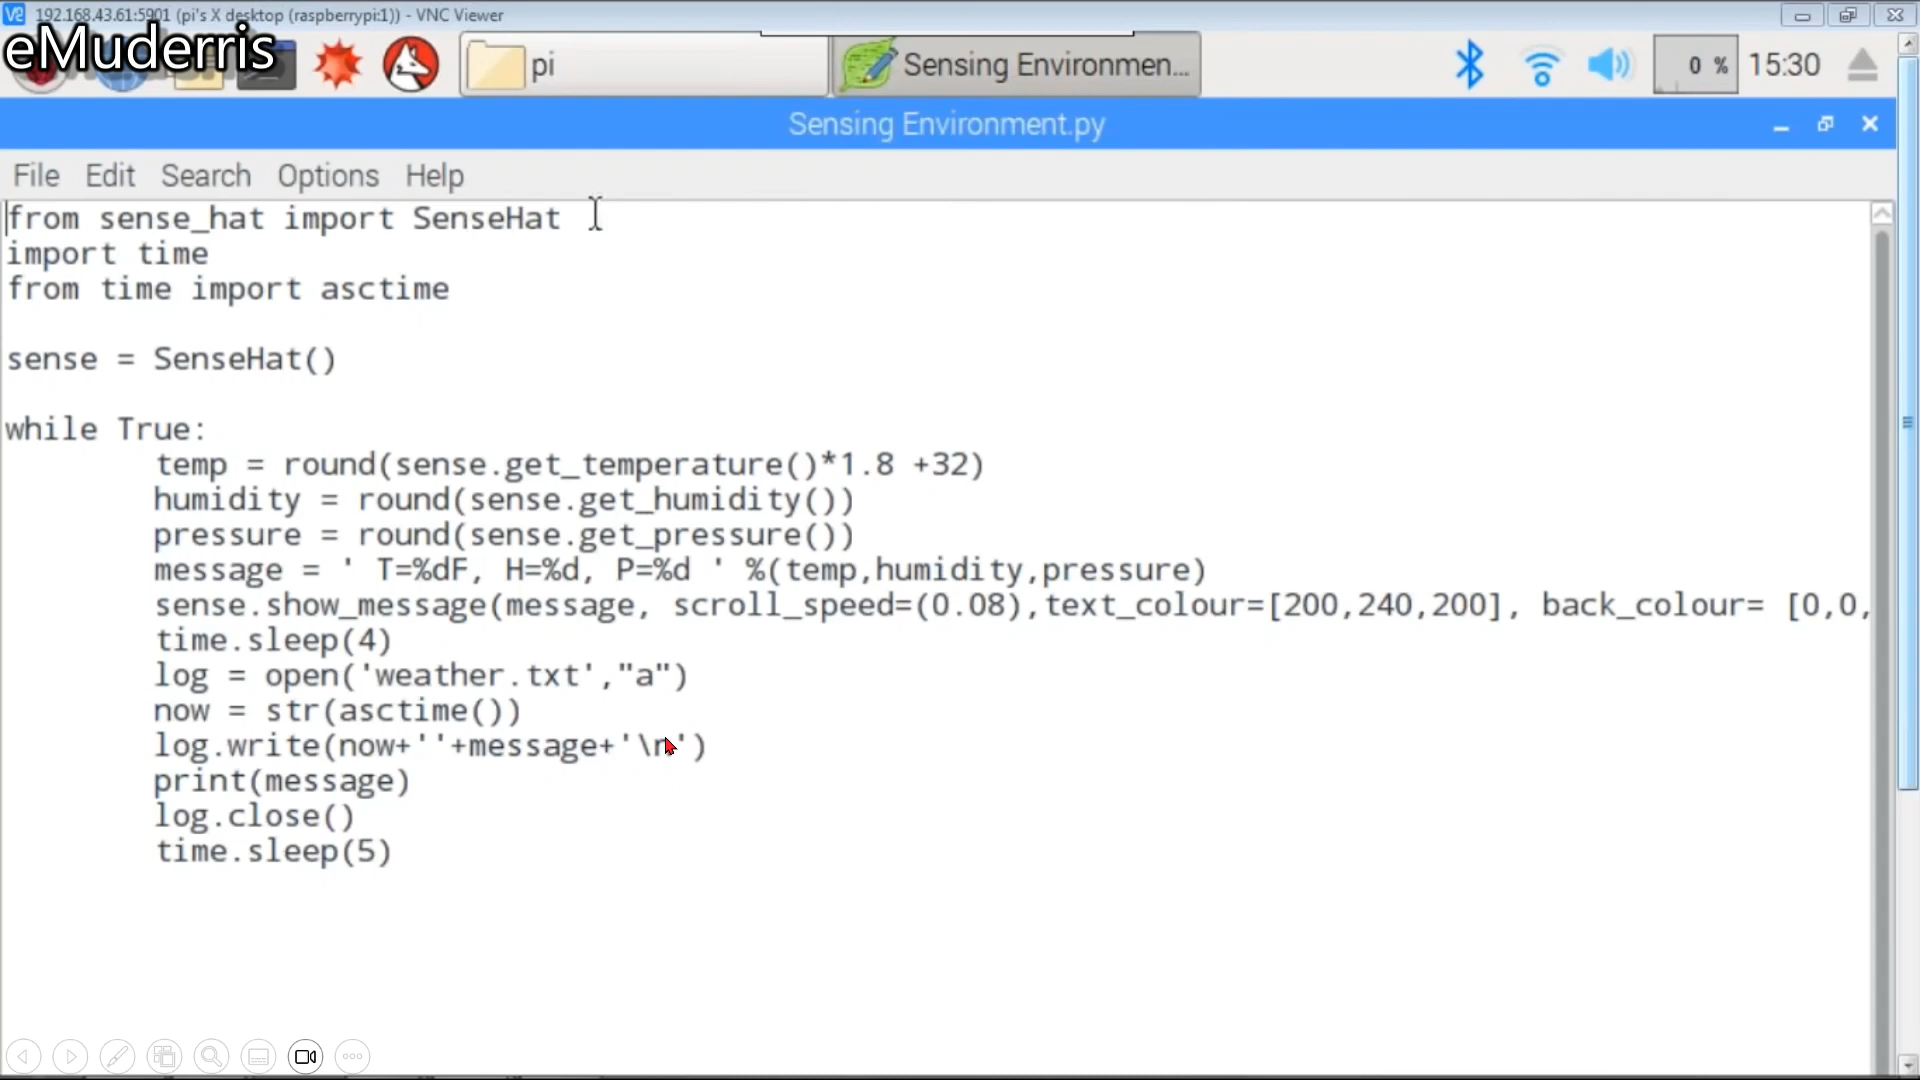 192.168.43.61:5901 (pi's X desktop (raspberrypi:1)) - VNC Viewer
eMuderris
pi
Sensing Environmen...
0 %
15:30
Sensing Environment.py
File Edit Search Options Help
from sense_hat import SenseHat
import time
from time import asctime
sense = SenseHat()
while True:
temp = round(sense.get_temperature()*1.8 +32)
humidity = round(sense.get_humidity())
pressure = round(sense.get_pressure())
message = ' T=%dF, H=%d, P=%d ' %(temp,humidity,pressure)
sense.show_message(message, scroll_speed=(0.08),text_colour=[200,240,200], back_colour= [0,0,
time.sleep(4)
log = open('weather.txt',"a")
now = str(asctime())
log.write(now+''+message+'\n')
print(message)
log.close()
time.sleep(5)